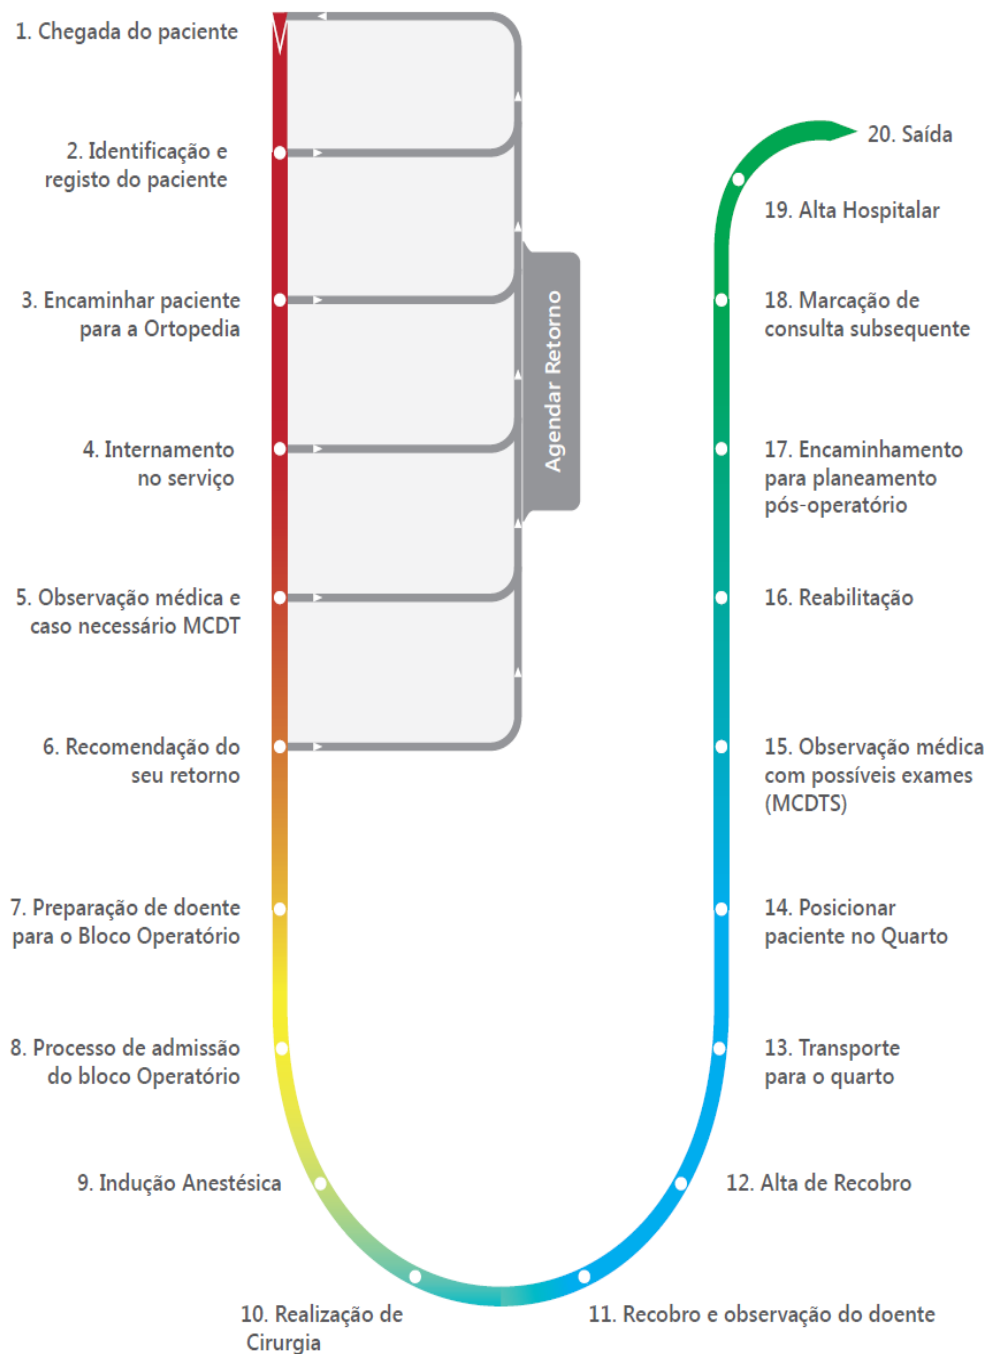 1. Chegada do paciente
2. Identificação e
registo do paciente
3. Encaminhar paciente
para a Ortopedia
4. Internamento
no serviço
5. Observação médica e
caso necessário MCDT
6. Recomendação do
seu retorno
7. Preparação de doente
para o Bloco Operatório
8. Processo de admissão
do bloco Operatório
9. Indução Anestésica
10. Realização de
Cirurgia
11. Recobro e observação do doente
12. Alta de Recobro
13. Transporte
para o quarto
14. Posicionar
paciente no Quarto
15. Observação médica
com possíveis exames
(MCDTS)
16. Reabilitação
17. Encaminhamento
para planeamento
pós-operatório
18. Marcação de
consulta subsequente
19. Alta Hospitalar
20. Saída
Agendar Retorno